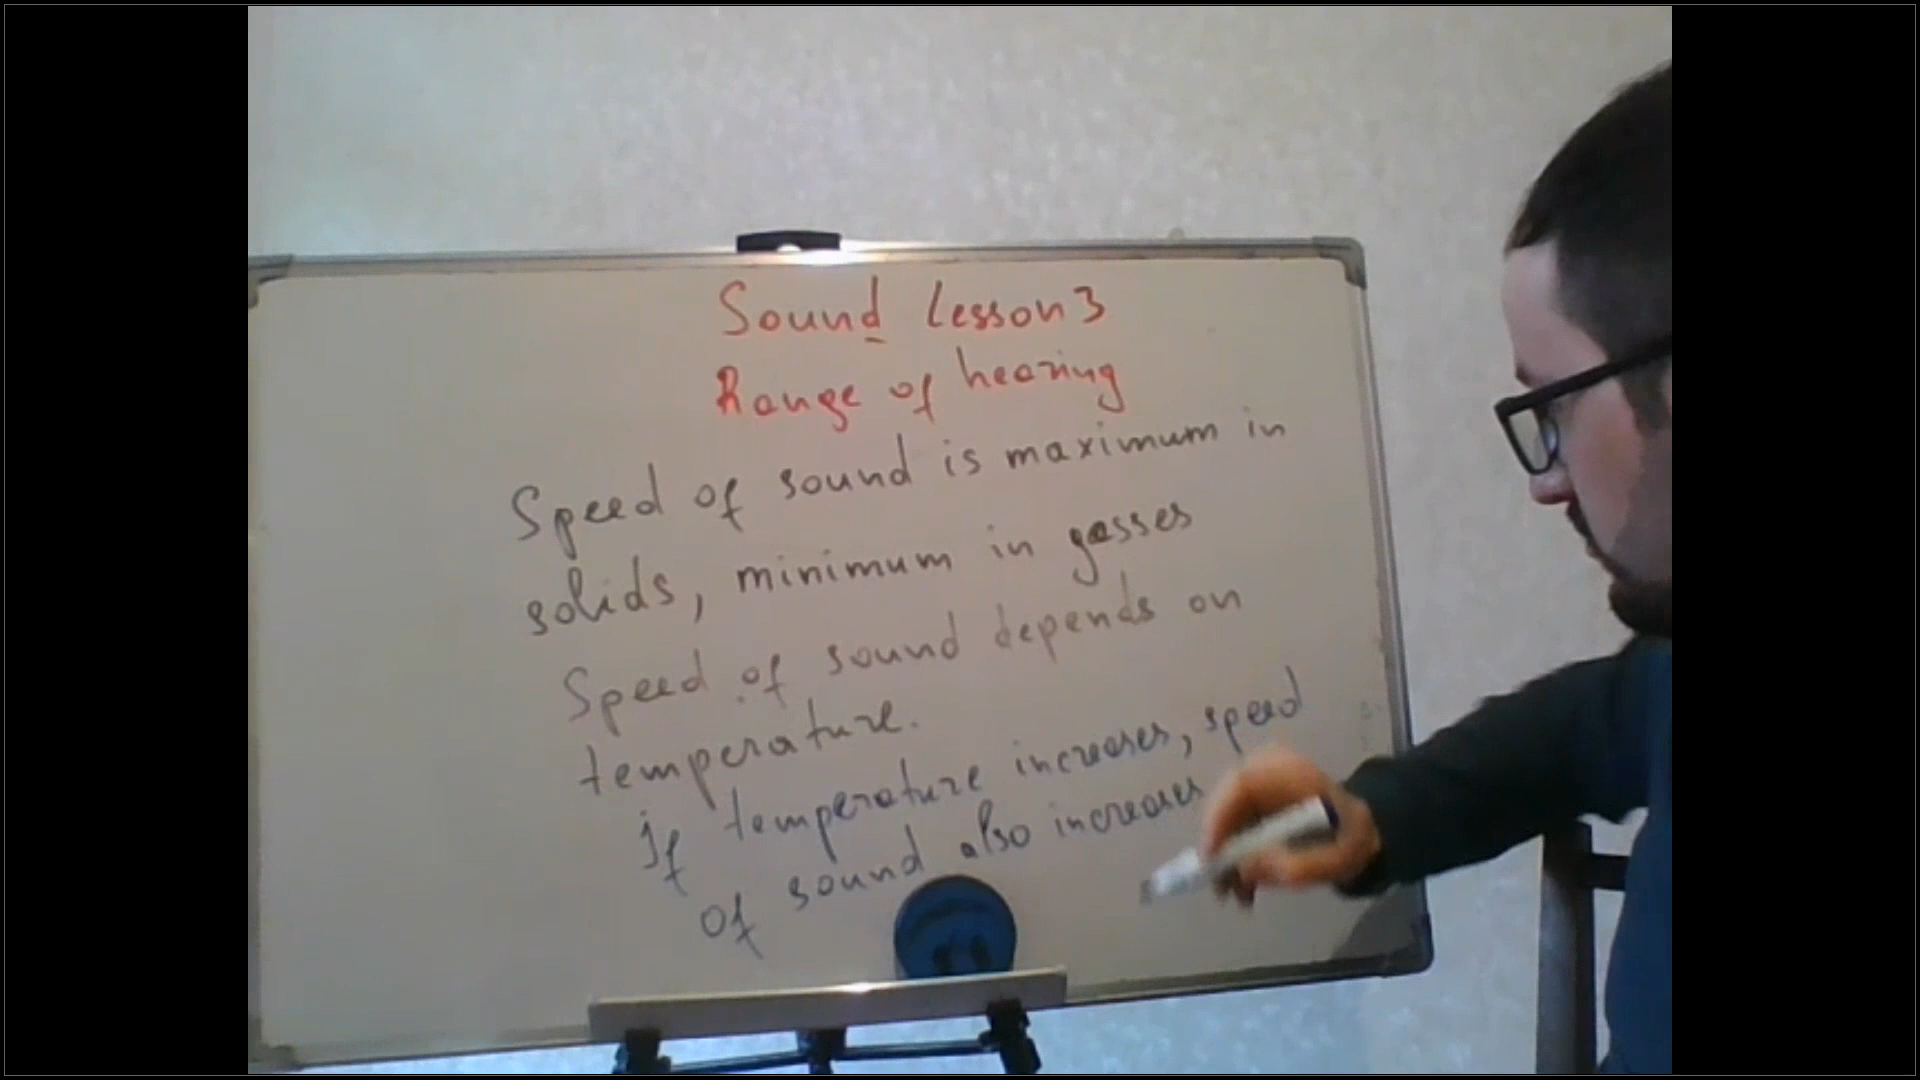 Sound Lesson 3
Range of hearing
Speed of sound is maximum in
solids, minimum in gasses
Speed of sound depends on
temperature.
If temperature increases, speed
of sound also increases